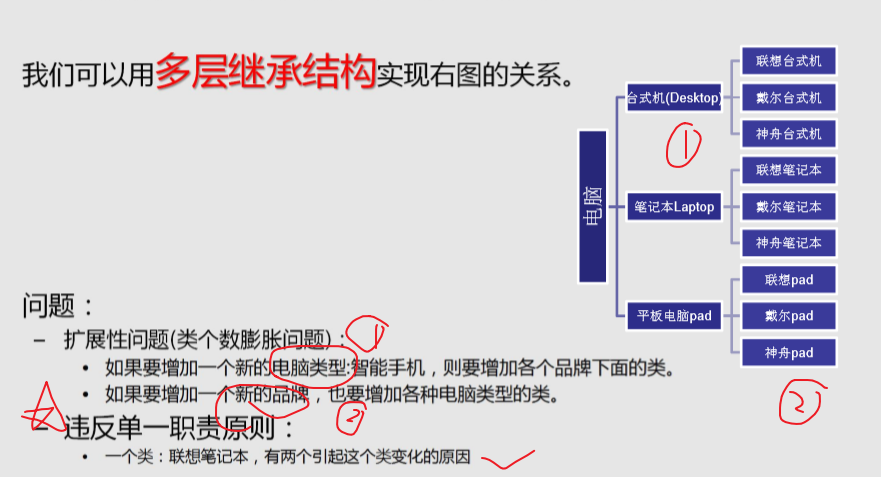 我们可以用多层继承结构实现右图的关系。
电脑
台式机(Desktop)
联想台式机
戴尔台式机
神舟台式机
①
笔记本Laptop
联想笔记本
戴尔笔记本
神舟笔记本
平板电脑pad
联想pad
戴尔pad
神舟pad
②
问题：
– 扩展性问题(类个数膨胀问题)：
①
• 如果要增加一个新的电脑类型:智能手机，则要增加各个品牌下面的类。
• 如果要增加一个新的品牌，也要增加各种电脑类型的类。
②
– 违反单一职责原则：
• 一个类：联想笔记本，有两个引起这个类变化的原因